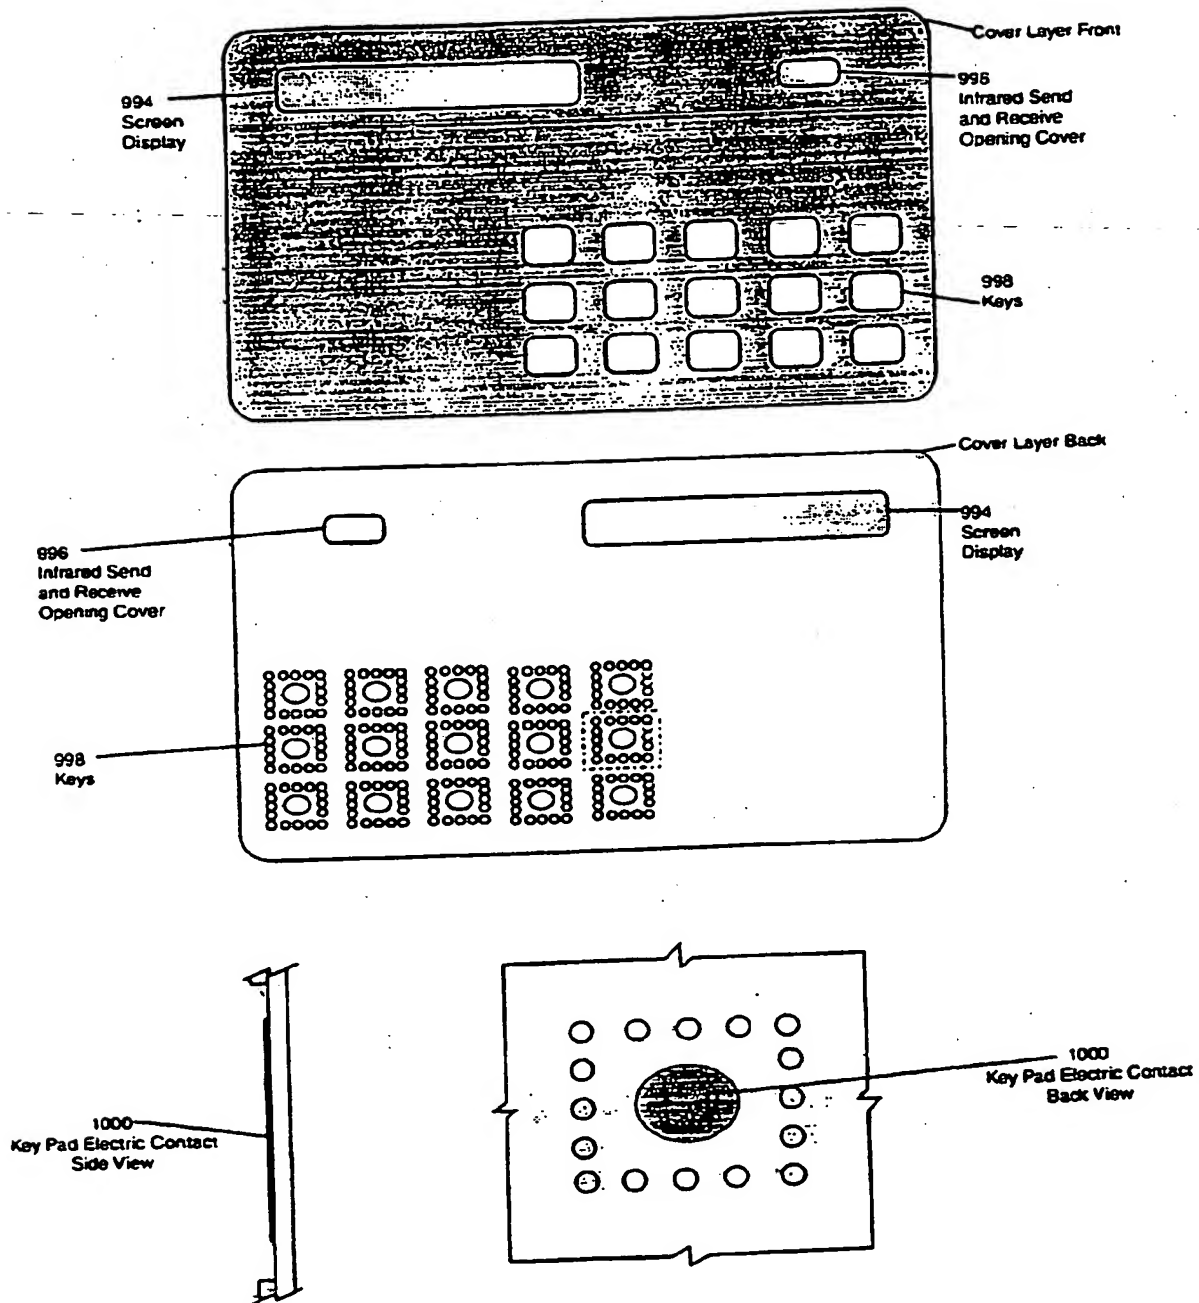 Cover Layer Front
994
Screen
Display
996
Infrared Send
and Receive
Opening Cover
998
Keys
Cover Layer Back
994
Screen
Display
996
Infrared Send
and Receive
Opening Cover
998
Keys
1000
Key Pad Electric Contact
Back View
1000
Key Pad Electric Contact
Side View